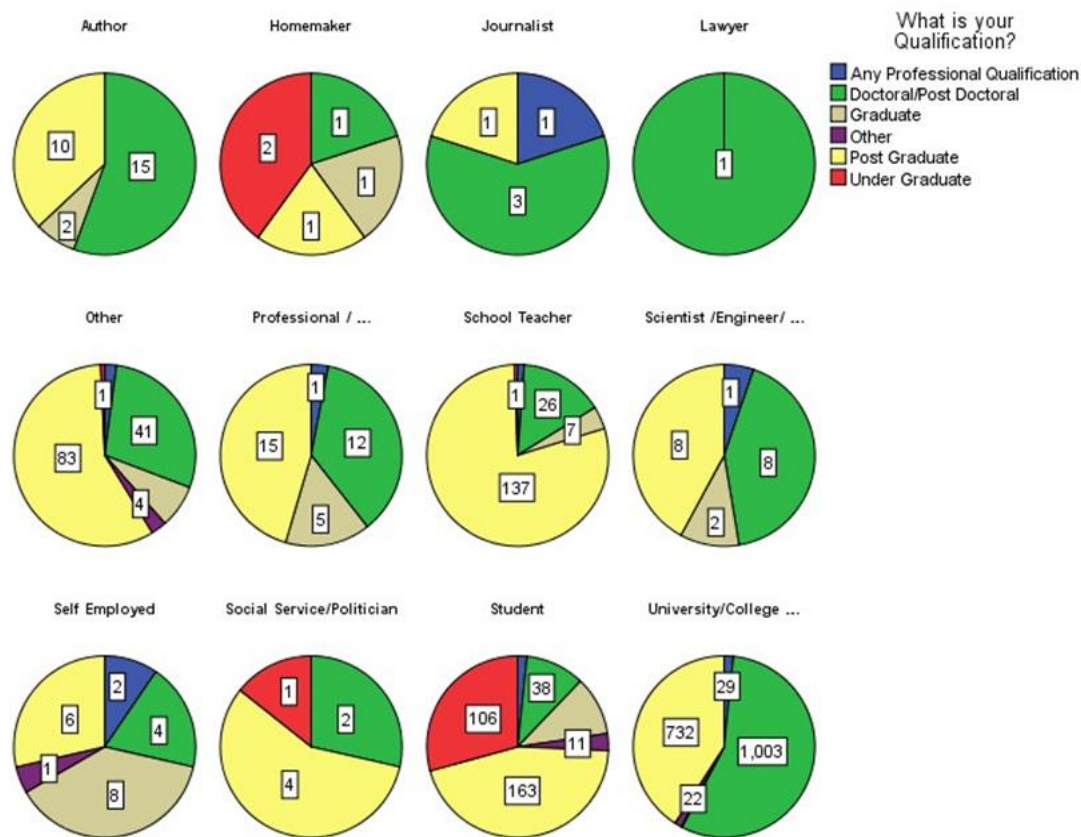 Author
Homemaker
Journalist
Lawyer
What is your
Qualification?
Any Professional Qualification
Doctoral/Post Doctoral
Graduate
Other
Post Graduate
Under Graduate
10
15
2
2
1
1
1
1
1
3
1
Other
Professional / ...
School Teacher
Scientist /Engineer/ ...
1
41
83
4
1
15
12
5
1
26
7
137
1
8
8
2
Self Employed
Social Service/Politician
Student
University/College ...
2
6
4
1
8
1
2
4
38
106
11
163
29
732
1,003
22